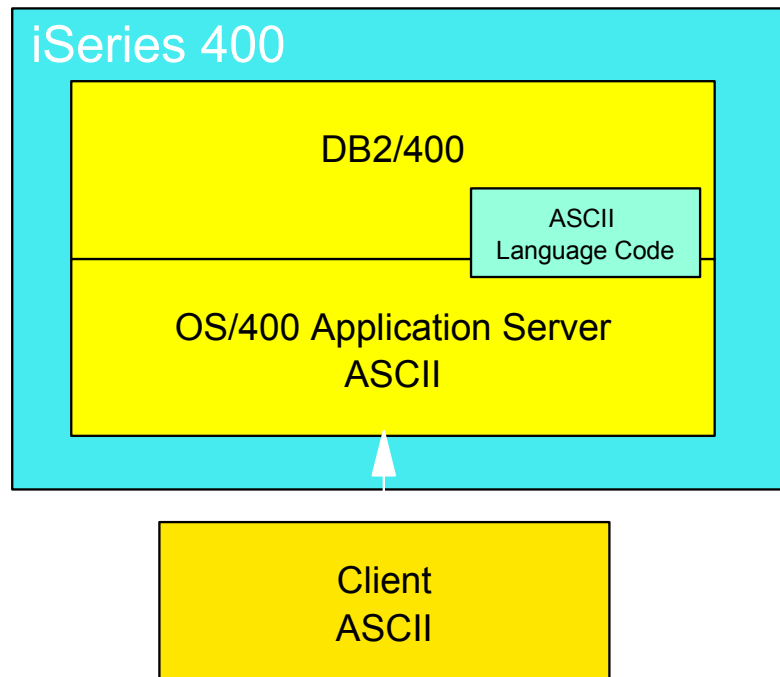 iSeries 400
DB2/400
ASCII
Language Code
OS/400 Application Server
ASCII
Client
ASCII